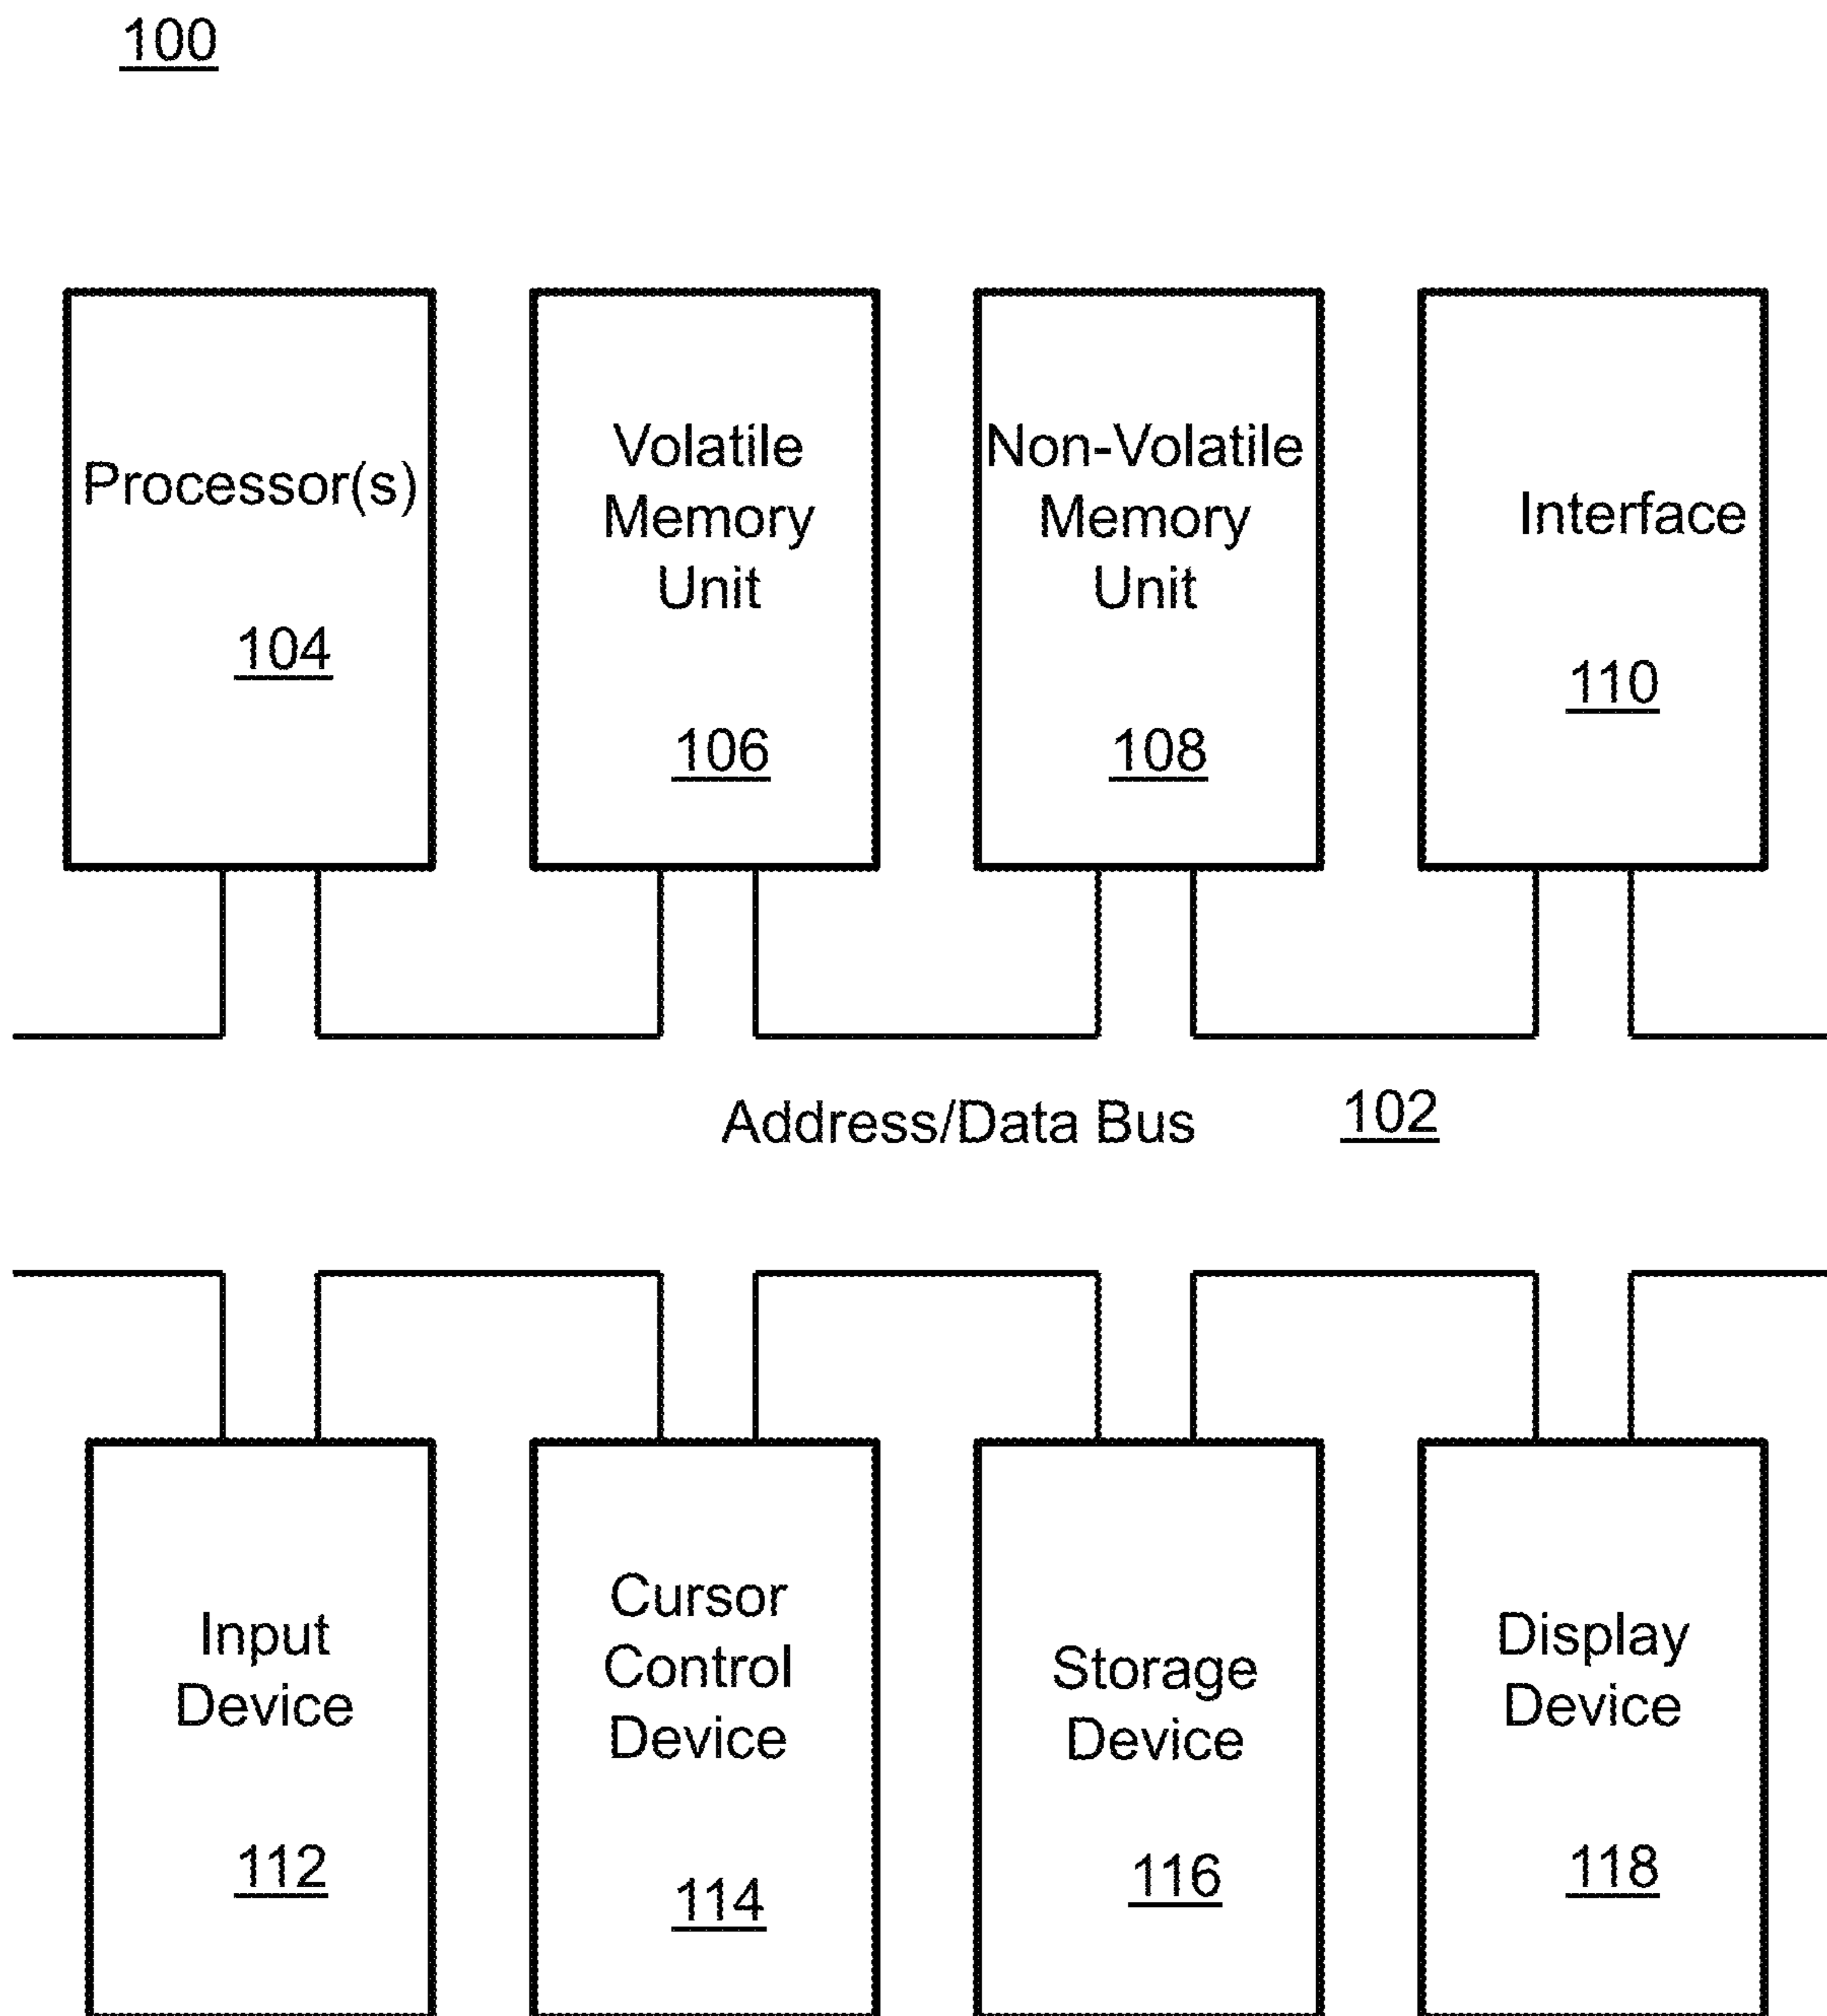 100
Processor(s)
104
Volatile
Memory
Unit
106
Non-Volatile
Memory
Unit
108
Interface
110
Address/Data Bus 102
Input
Device
112
Cursor
Control
Device
114
Storage
Device
116
Display
Device
118